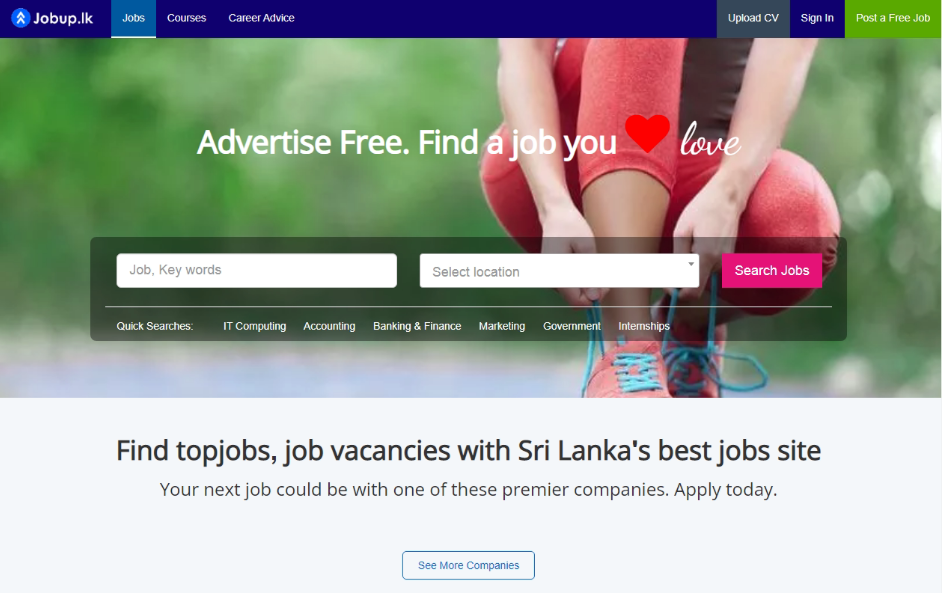 Jobup.lk Jobs Courses Career Advice Upload CV Sign In Post a Free Job
Advertise Free. Find a job you love
Job, Key words Select location Search Jobs
Quick Searches: IT Computing Accounting Banking & Finance Marketing Government Internships
Find topjobs, job vacancies with Sri Lanka's best jobs site
Your next job could be with one of these premier companies. Apply today.
See More Companies